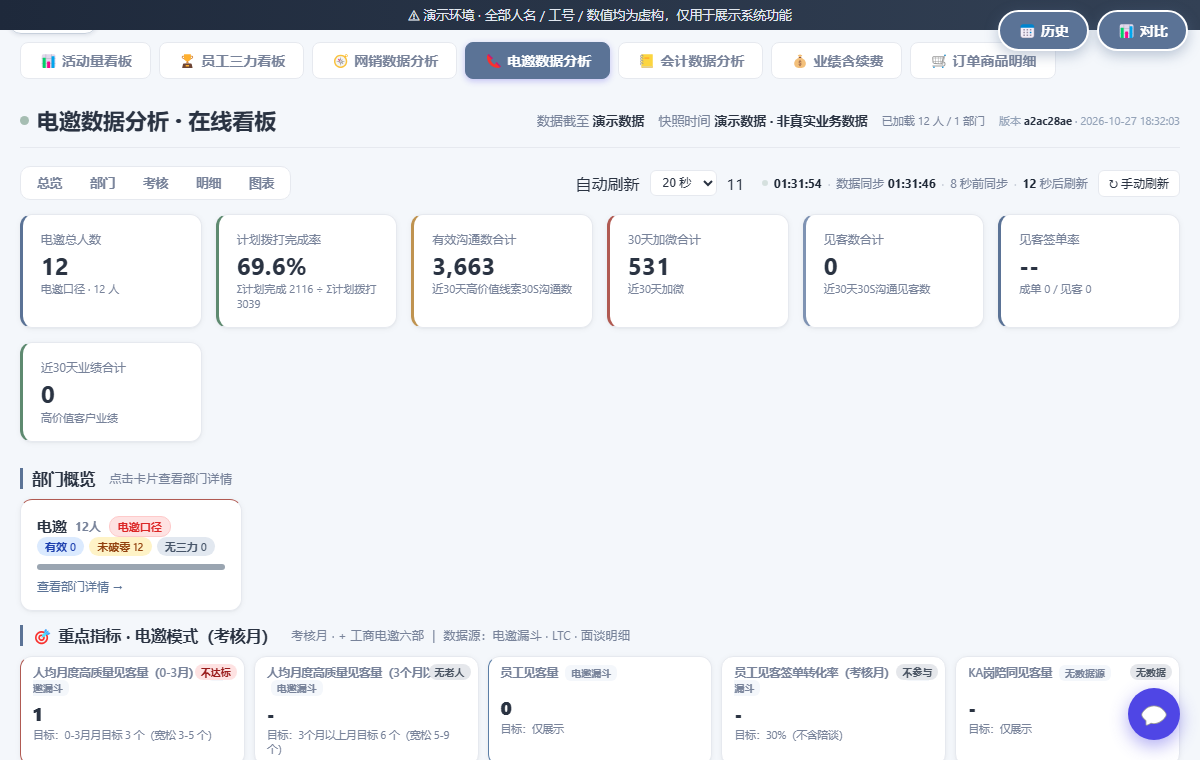 ⚠ 演示环境 · 全部人名 / 工号 / 数值均为虚构，仅用于展示系统功能
历史
对比
活动量看板
员工三力看板
网销数据分析
电邀数据分析
会计数据分析
业绩含续费
订单商品明细
电邀数据分析 · 在线看板
数据截至 演示数据
快照时间 演示数据 · 非真实业务数据
已加载 12 人 / 1 部门
版本 a2ac28ae · 2026-10-27 18:32:03
总览
部门
考核
明细
图表
自动刷新
20 秒
11
01:31:54 · 数据同步 01:31:46 · 8 秒前同步 · 12 秒后刷新
↻ 手动刷新
电邀总人数
12
电邀口径 · 12 人
计划拨打完成率
69.6%
Σ计划完成 2116 ÷ Σ计划拨打
3039
有效沟通数合计
3,663
近30天高价值线索30S沟通数
30天加微合计
531
近30天加微
见客数合计
0
近30天30S沟通见客数
见客签单率
--
成单 0 / 见客 0
近30天业绩合计
0
高价值客户业绩
部门概览
点击卡片查看部门详情
电邀 12人 电邀口径
有效 0 未破零 12 无三力 0
查看部门详情 →
重点指标 · 电邀模式（考核月）
考核月 · + 工商电邀六部 | 数据源：电邀漏斗 · LTC · 面谈明细
人均月度高质量见客量（0-3月）
不达标
邀漏斗
1
目标：0-3月月目标 3 个（宽松 3-5 个）
人均月度高质量见客量（3个月以
无老人
电邀漏斗
-
目标：3个月以上月目标 6 个（宽松 5-9
个）
员工见客量 电邀漏斗
0
目标：仅展示
员工见客签单转化率（考核月）
不参与
漏斗
-
目标：30%（不含陪谈）
KA岗陪同见客量 无数据源
无数据
-
目标：仅展示